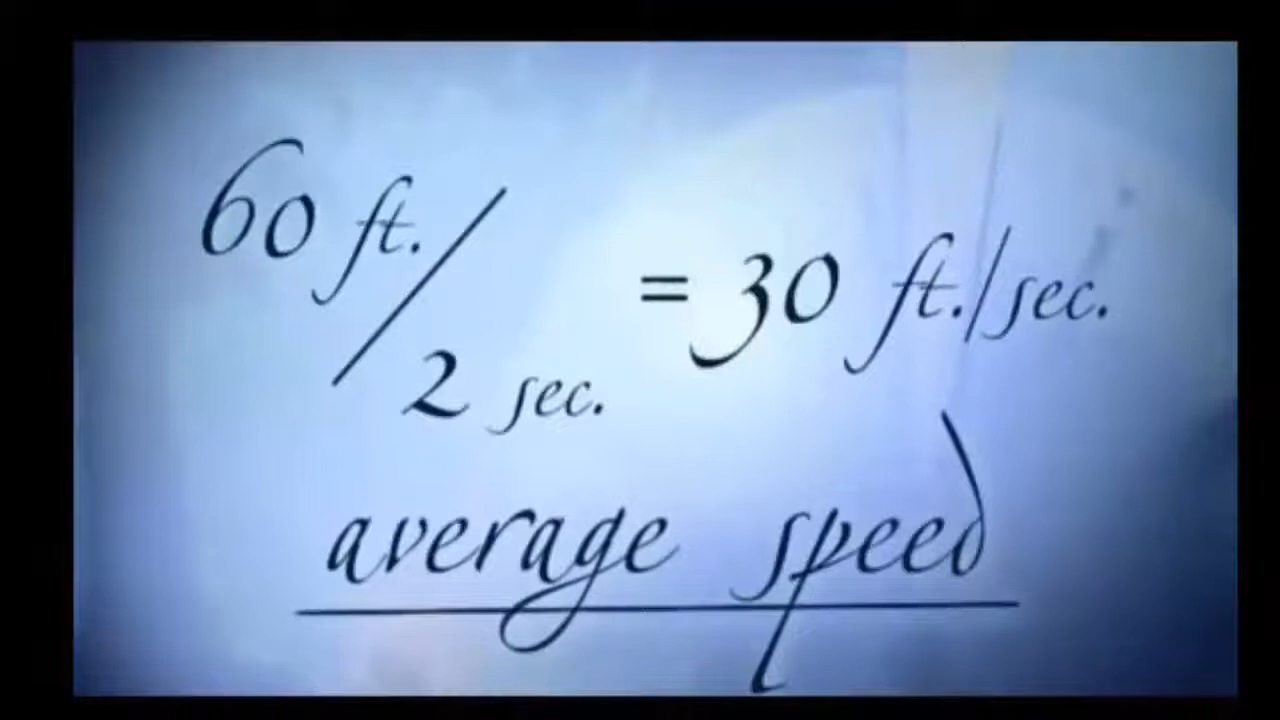 60 ft./2 sec. = 30 ft./sec.
average speed